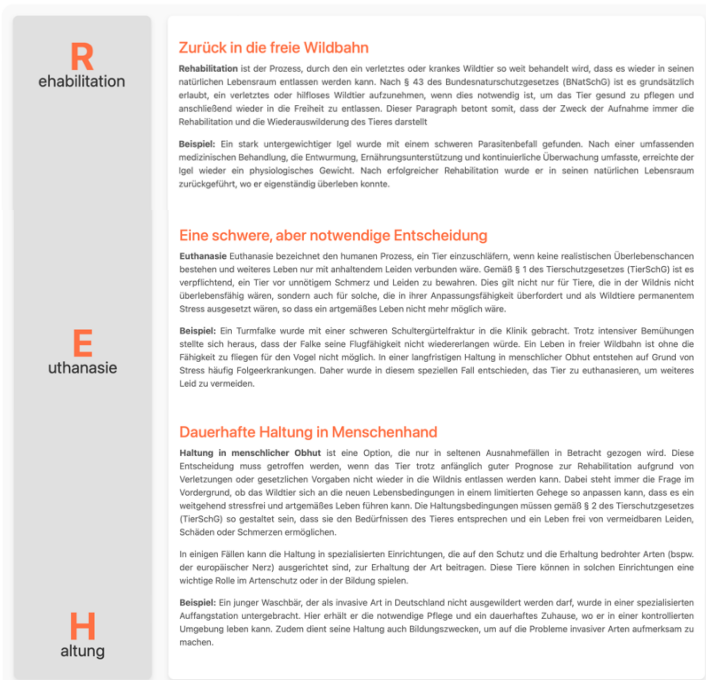 R
ehabilitation
Zurück in die freie Wildbahn
Rehabilitation ist der Prozess, durch den ein verletztes oder krankes Wildtier so weit behandelt wird, dass es wieder in seinen
natürlichen Lebensraum entlassen werden kann. Nach § 43 des Bundesnaturschutzgesetzes (BNatSchG) ist es grundsätzlich
erlaubt, ein verletztes oder hilfloses Wildtier aufzunehmen, wenn dies notwendig ist, um das Tier gesund zu pflegen und
anschließend wieder in die Freiheit zu entlassen. Dieser Paragraph betont somit, dass der Zweck der Aufnahme immer die
Rehabilitation und die Wiederauswilderung des Tieres darstellt
Beispiel: Ein stark untergewichtiger Igel wurde mit einem schweren Parasitenbefall gefunden. Nach einer umfassenden
medizinischen Behandlung, die Entwurmung, Ernährungsunterstützung und kontinuierliche Überwachung umfasste, erreichte der
Igel wieder ein physiologisches Gewicht. Nach erfolgreicher Rehabilitation wurde er in seinen natürlichen Lebensraum
zurückgeführt, wo er eigenständig überleben konnte.
E
uthanasie
Eine schwere, aber notwendige Entscheidung
Euthanasie Euthanasie bezeichnet den humanen Prozess, ein Tier einzuschläfern, wenn keine realistischen Überlebenschancen
bestehen und weiteres Leben nur mit anhaltendem Leiden verbunden wäre. Gemäß § 1 des Tierschutzgesetzes (TierSchG) ist es
verpflichtend, ein Tier vor unnötigem Schmerz und Leiden zu bewahren. Dies gilt nicht nur für Tiere, die in der Wildnis nicht
überlebensfähig wären, sondern auch für solche, die in ihrer Anpassungsfähigkeit überfordert und als Wildtiere permanentem
Stress ausgesetzt wären, so dass ein artgemäßes Leben nicht mehr möglich wäre.
Beispiel: Ein Turmfalke wurde mit einer schweren Schultergürtelfraktur in die Klinik gebracht. Trotz intensiver Bemühungen
stellte sich heraus, dass der Falke seine Flugfähigkeit nicht wiedererlangen würde. Ein Leben in freier Wildbahn ist ohne die
Fähigkeit zu fliegen für den Vogel nicht möglich. In einer langfristigen Haltung in menschlicher Obhut entstehen auf Grund von
Stress häufig Folgeerkrankungen. Daher wurde in diesem speziellen Fall entschieden, das Tier zu euthanasieren, um weiteres
Leid zu vermeiden.
H
altung
Dauerhafte Haltung in Menschenhand
Haltung in menschlicher Obhut ist eine Option, die nur in seltenen Ausnahmefällen in Betracht gezogen wird. Diese
Entscheidung muss getroffen werden, wenn das Tier trotz anfänglich guter Prognose zur Rehabilitation aufgrund von
Verletzungen oder gesetzlichen Vorgaben nicht wieder in die Wildnis entlassen werden kann. Dabei steht immer die Frage im
Vordergrund, ob das Wildtier sich an die neuen Lebensbedingungen in einem limitierten Gehege so anpassen kann, dass es ein
weitgehend stressfrei und artgemäßes Leben führen kann. Die Haltungsbedingungen müssen gemäß § 2 des Tierschutzgesetzes
(TierSchG) so gestaltet sein, dass sie den Bedürfnissen des Tieres entsprechen und ein Leben frei von vermeidbaren Leiden,
Schäden oder Schmerzen ermöglichen.
In einigen Fällen kann die Haltung in spezialisierten Einrichtungen, die auf den Schutz und die Erhaltung bedrohter Arten (bspw.
der europäischer Nerz) ausgerichtet sind, zur Erhaltung der Art beitragen. Diese Tiere können in solchen Einrichtungen eine
wichtige Rolle im Artenschutz oder in der Bildung spielen.
Beispiel: Ein junger Waschbär, der als invasive Art in Deutschland nicht ausgewildert werden darf, wurde in einer spezialisierten
Auffangstation untergebracht. Hier erhält er die notwendige Pflege und ein dauerhaftes Zuhause, wo er in einer kontrollierten
Umgebung leben kann. Zudem dient seine Haltung auch Bildungszwecken, um auf die Probleme invasiver Arten aufmerksam zu
machen.